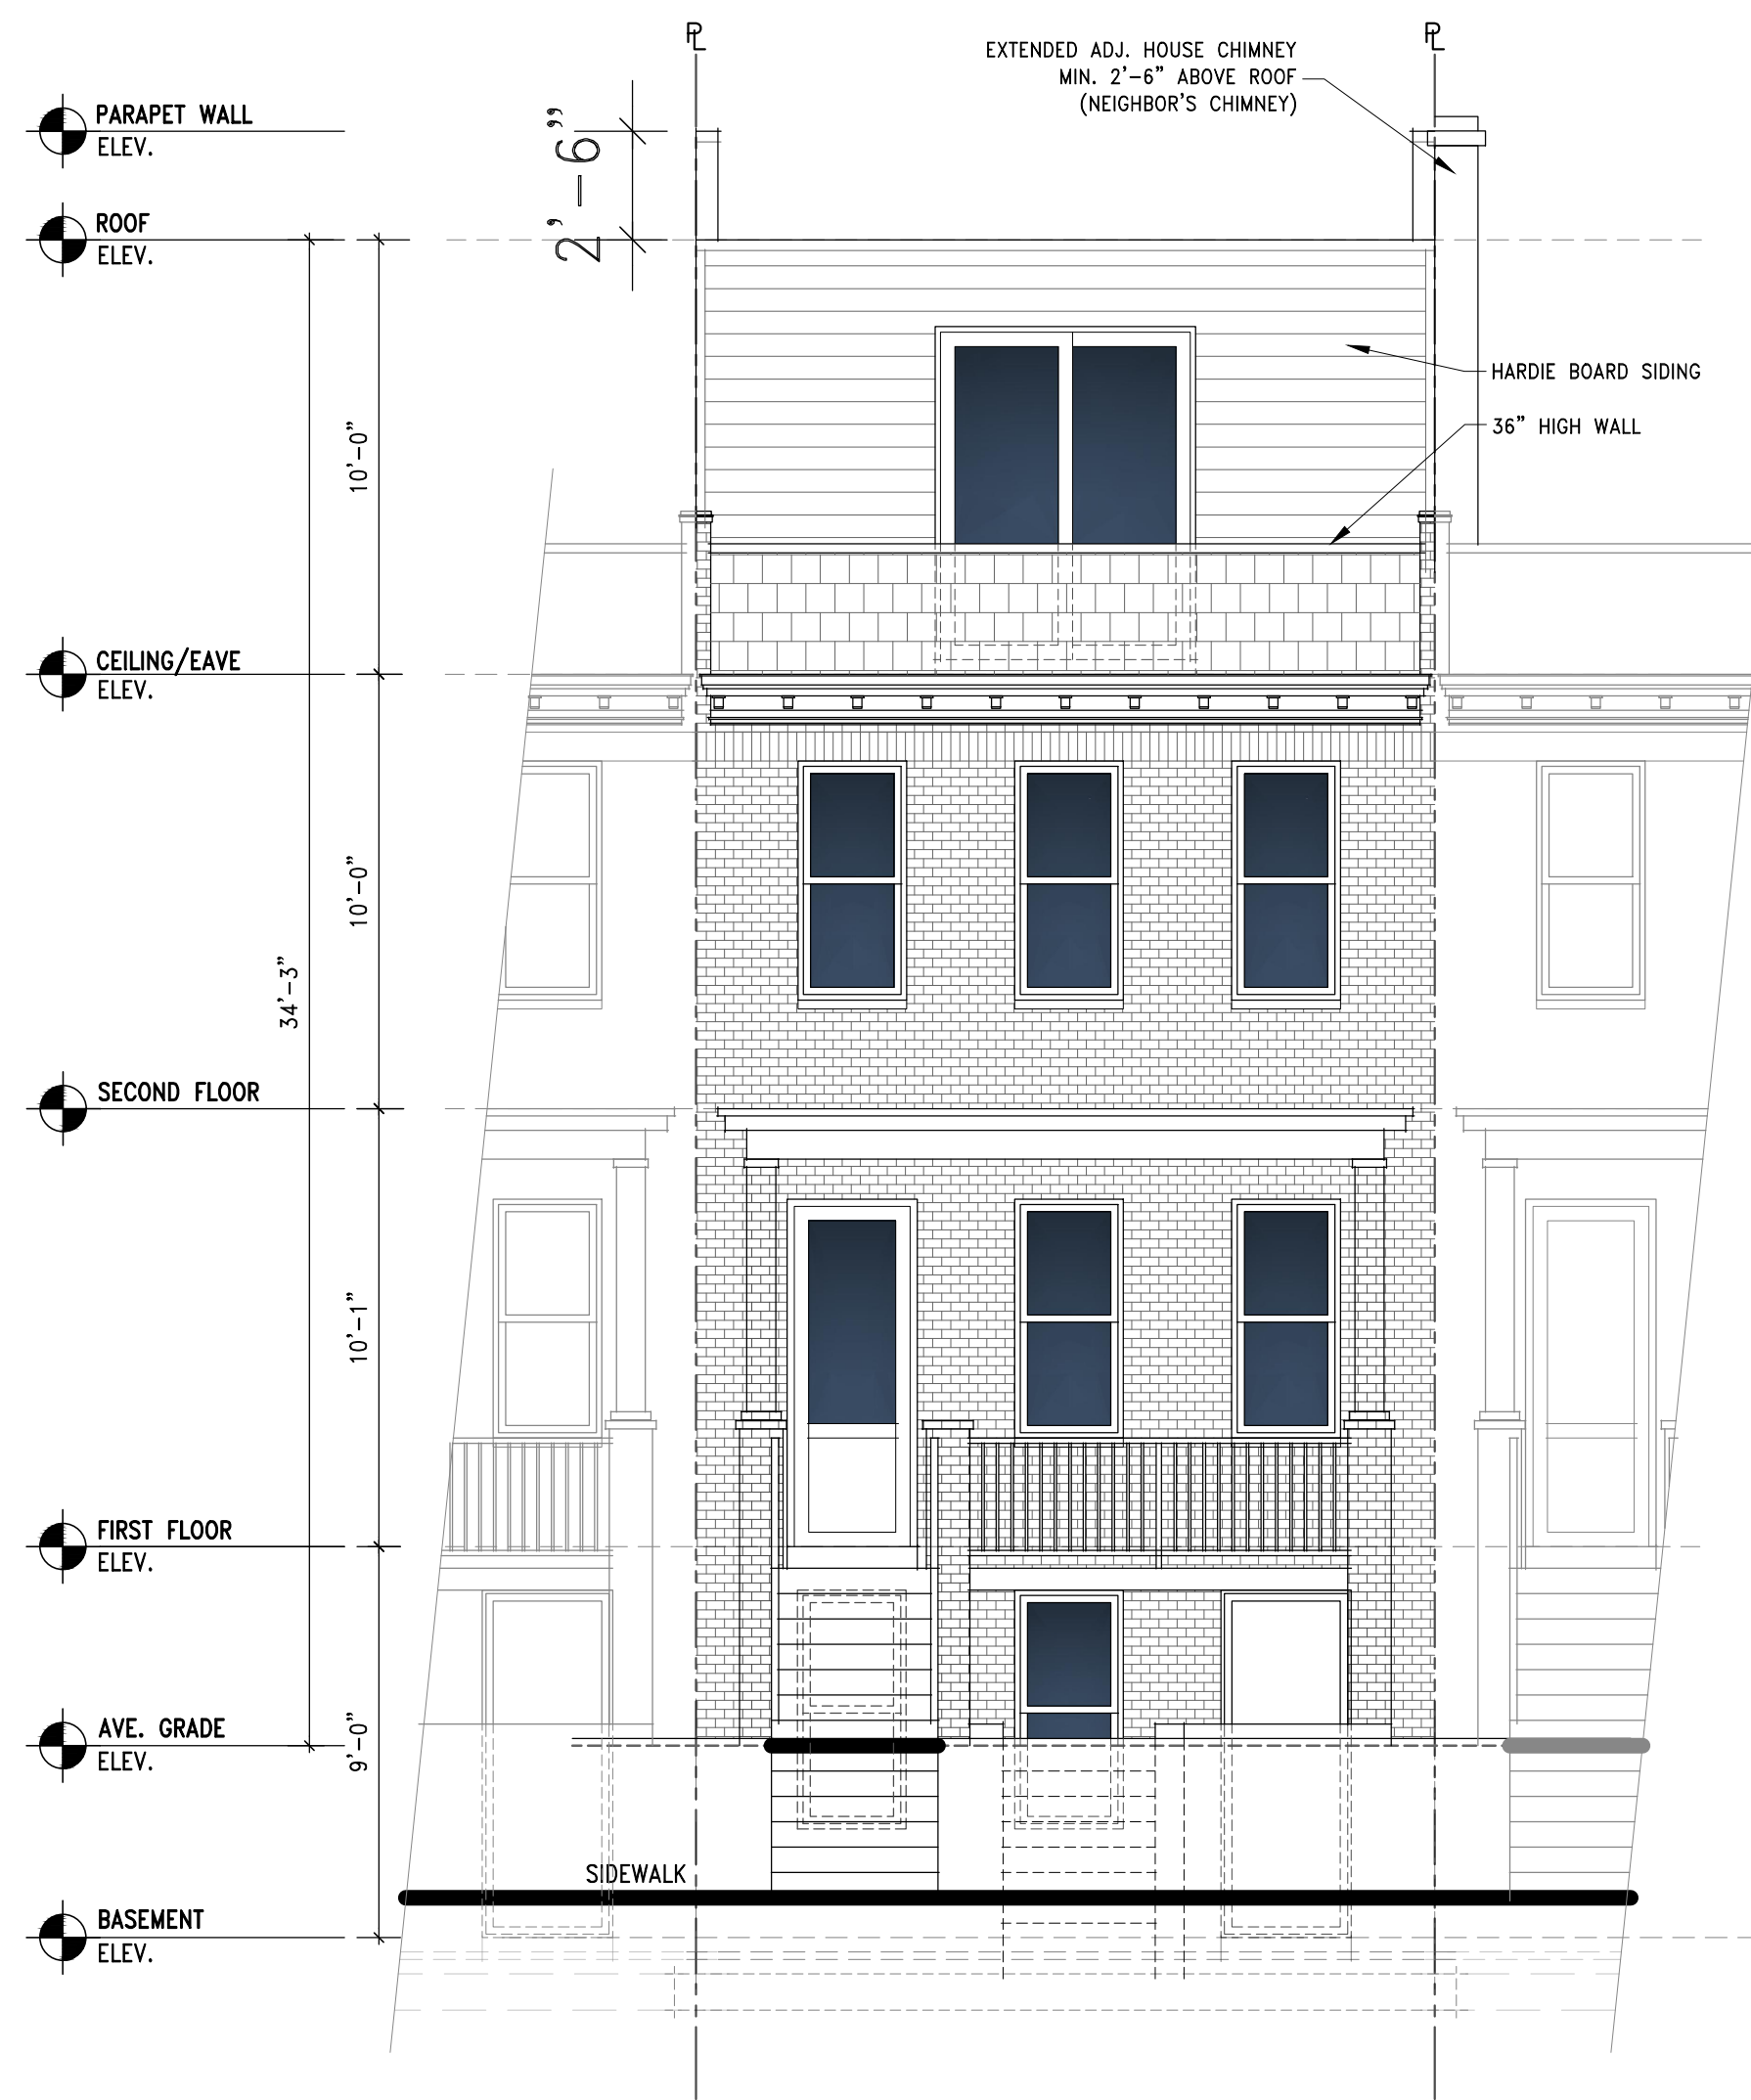 PL
PL
EXTENDED ADJ. HOUSE CHIMNEY
MIN. 2'-6" ABOVE ROOF
(NEIGHBOR'S CHIMNEY)
PARAPET WALL
ELEV.
2'-6"
ROOF
ELEV.
HARDIE BOARD SIDING
36" HIGH WALL
10'-0"
CEILING/EAVE
ELEV.
10'-0"
34'-3"
SECOND FLOOR
10'-1"
FIRST FLOOR
ELEV.
AVE. GRADE
ELEV.
9'-0"
SIDEWALK
BASEMENT
ELEV.